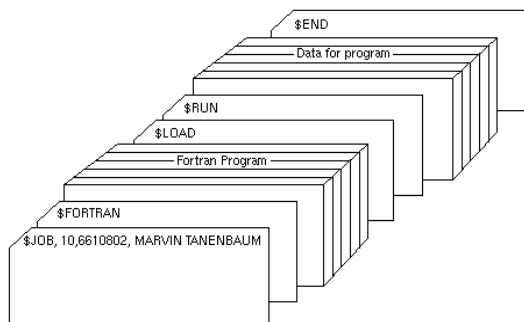 $END
Data for program
$RUN
$LOAD
Fortran Program
$FORTRAN
$JOB, 10,6610802, MARVIN TANENBAUM